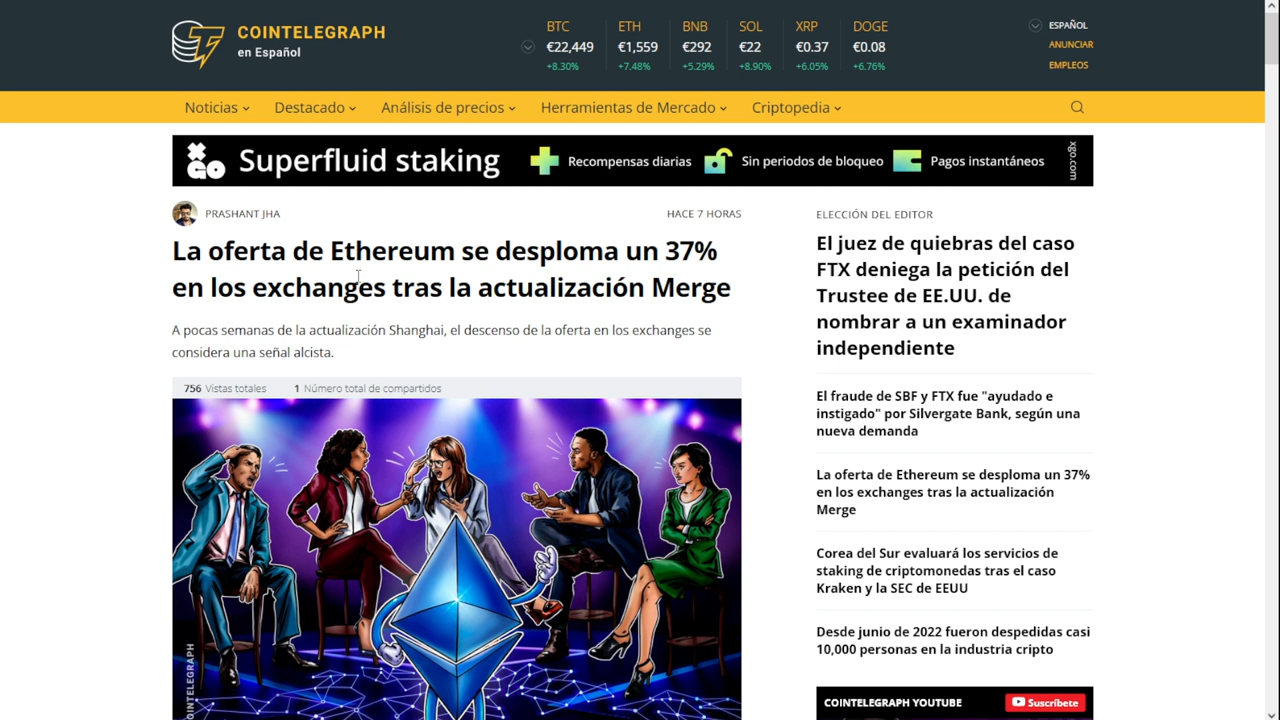 COINTELEGRAPH
en Español
BTC
€22,449
+8.30%
ETH
€1,559
+7.48%
BNB
€292
+5.29%
SOL
€22
+8.90%
XRP
€0.37
+6.05%
DOGE
€0.08
+6.76%
ESPAÑOL
ANUNCIAR
EMPLEOS
Noticias
Destacado
Análisis de precios
Herramientas de Mercado
Criptopedia
XGO
Superfluid staking
Recompensas diarias
Sin periodos de bloqueo
Pagos instantáneos
xgo.com
PRASHANT JHA
HACE 7 HORAS
La oferta de Ethereum se desploma un 37%
en los exchanges tras la actualización Merge
A pocas semanas de la actualización Shanghai, el descenso de la oferta en los exchanges se
considera una señal alcista.
756 Vistas totales
1 Número total de compartidos
COINTELEGRAPH
ELECCIÓN DEL EDITOR
El juez de quiebras del caso
FTX deniega la petición del
Trustee de EE.UU. de
nombrar a un examinador
independiente
El fraude de SBF y FTX fue "ayudado e
instigado" por Silvergate Bank, según una
nueva demanda
La oferta de Ethereum se desploma un 37%
en los exchanges tras la actualización
Merge
Corea del Sur evaluará los servicios de
staking de criptomonedas tras el caso
Kraken y la SEC de EEUU
Desde junio de 2022 fueron despedidas casi
10,000 personas en la industria cripto
COINTELEGRAPH YOUTUBE
Suscríbete